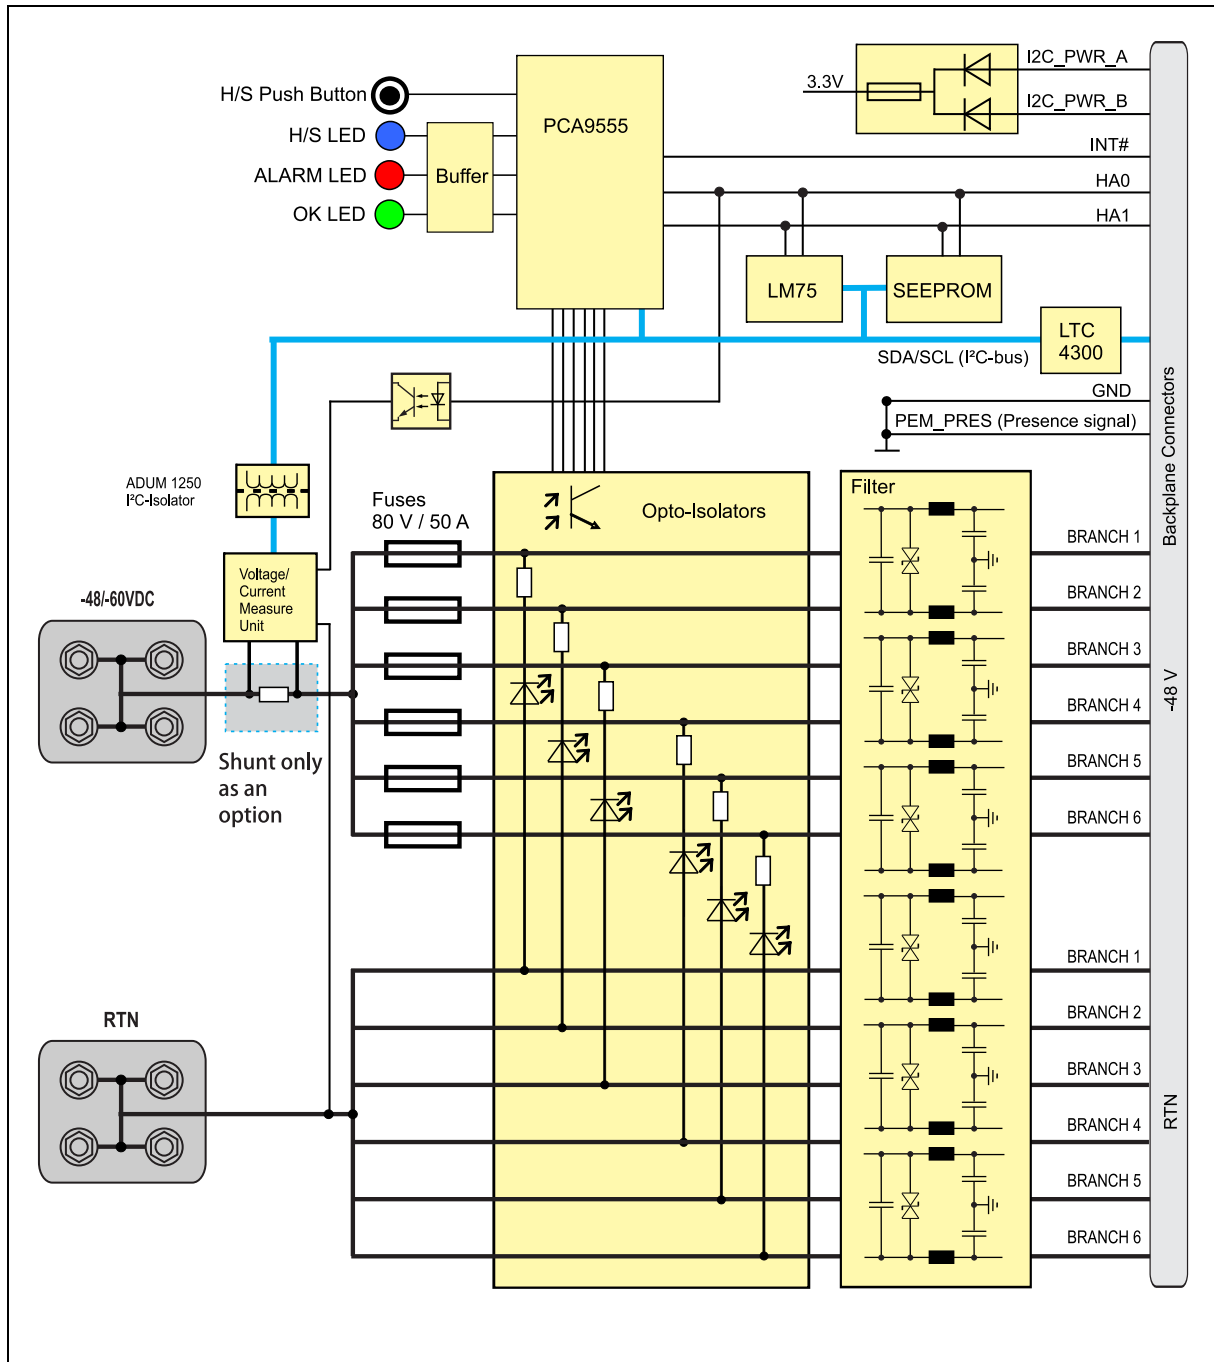 H/S Push Button
H/S LED
ALARM LED
OK LED
Buffer
PCA9555
3.3V
I2C_PWR_A
I2C_PWR_B
INT#
HA0
HA1
LM75
SEEPROM
LTC
4300
SDA/SCL (I²C-bus)
GND
PEM_PRES (Presence signal)
Backplane Connectors
ADUM 1250
I²C-Isolator
Fuses
80 V / 50 A
Opto-Isolators
Filter
Voltage/
Current
Measure
Unit
-48/-60VDC
Shunt only
as an
option
BRANCH 1
BRANCH 2
BRANCH 3
BRANCH 4
BRANCH 5
BRANCH 6
-48 V
RTN
BRANCH 1
BRANCH 2
BRANCH 3
BRANCH 4
BRANCH 5
BRANCH 6
RTN